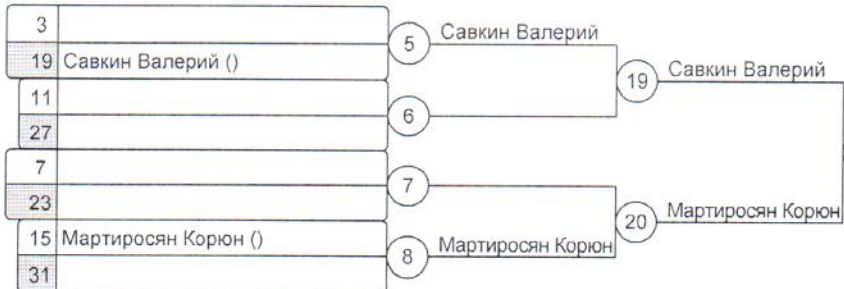 3
5 Савкин Валерий
19 Савкин Валерий ()
19 Савкин Валерий
11
6
27
7
7
23
20 Мартиросян Корюн
15 Мартиросян Корюн ()
8 Мартиросян Корюн
31